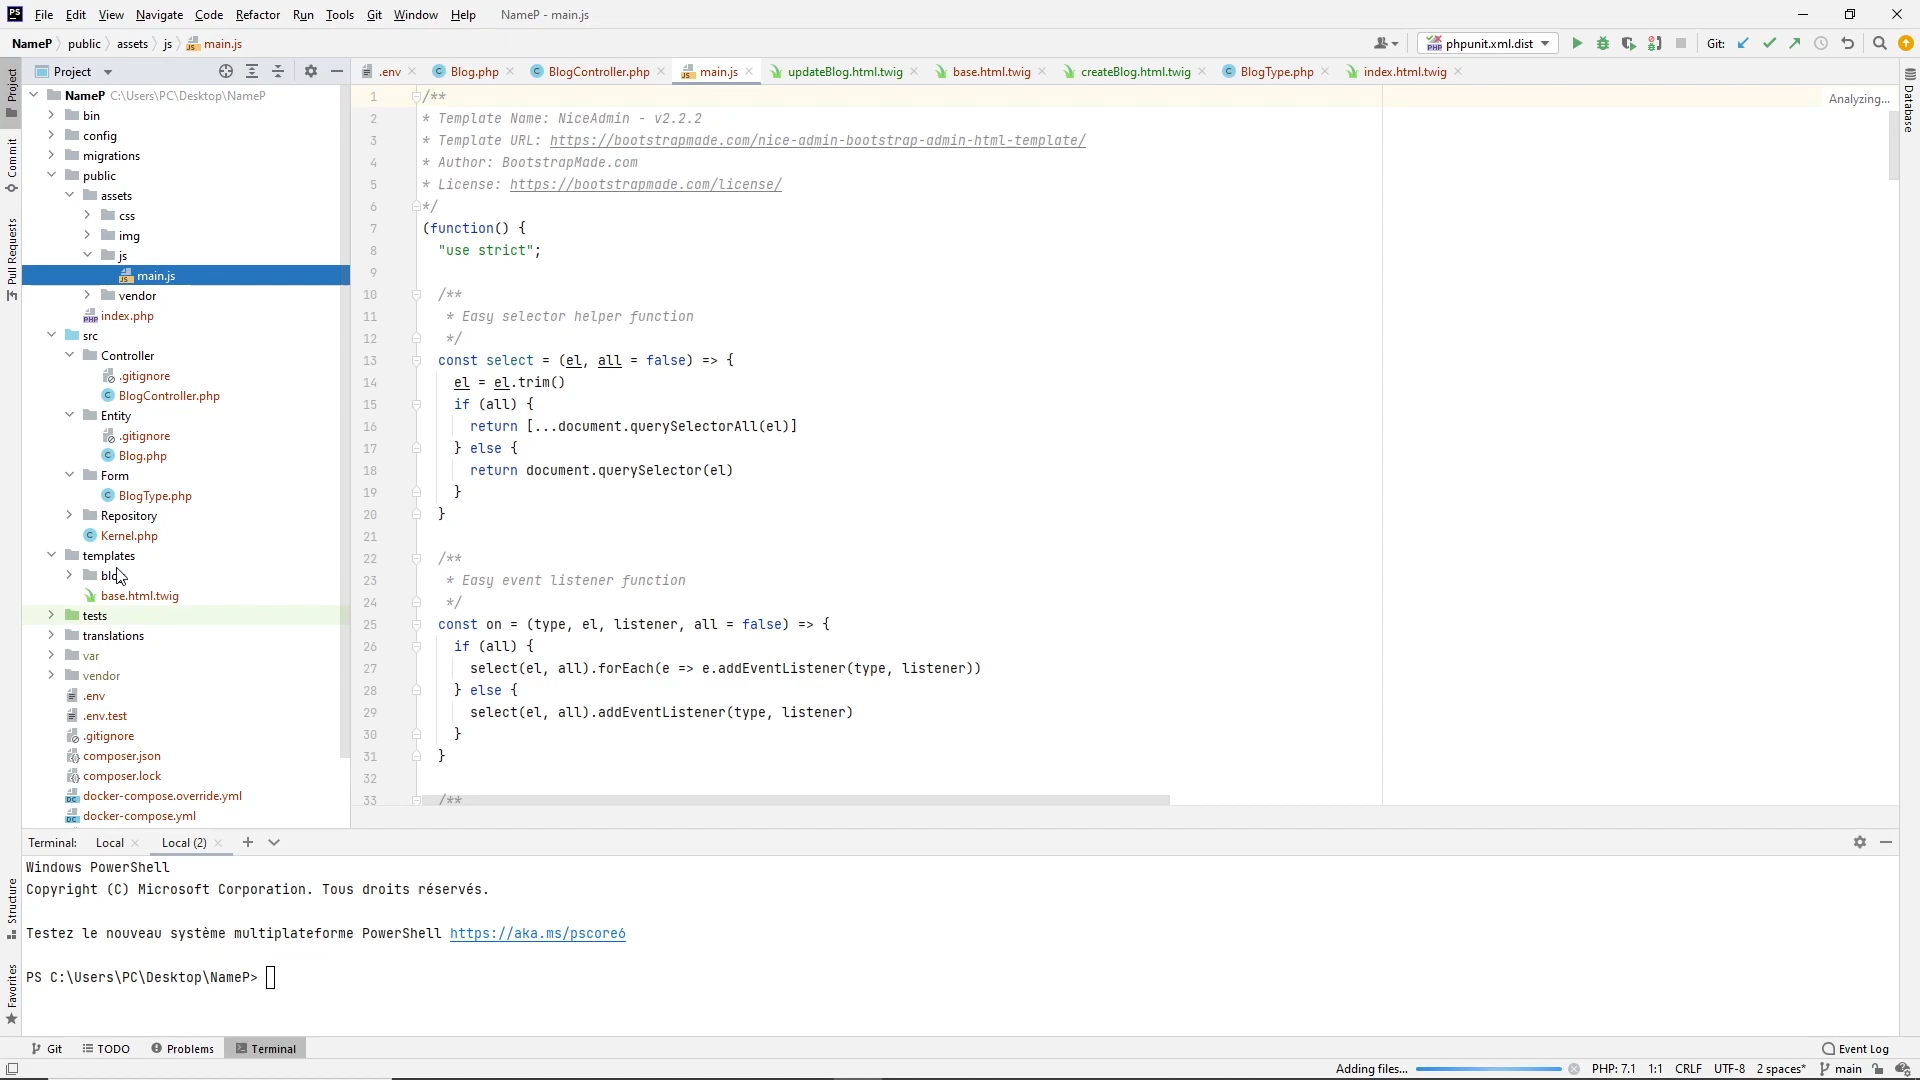 PS File Edit View Navigate Code Refactor Run Tools Git Window Help NameP - main.js
NameP public assets js main.js phpunit.xml.dist Git:
Project
.env Blog.php BlogController.php main.js updateBlog.html.twig base.html.twig createBlog.html.twig BlogType.php index.html.twig
Project
Commit
Pull Requests
Structure
Favorites
Database
NameP C:\Users\PC\Desktop\NameP
bin
config
migrations
public
assets
css
img
js
main.js
vendor
index.php
src
Controller
.gitignore
BlogController.php
Entity
.gitignore
Blog.php
Form
BlogType.php
Repository
Kernel.php
templates
base.html.twig
tests
translations
var
vendor
.env
.env.test
.gitignore
composer.json
composer.lock
docker-compose.override.yml
docker-compose.yml
Analyzing...
1 /**
2 * Template Name: NiceAdmin - v2.2.2
3 * Template URL: https://bootstrapmade.com/nice-admin-bootstrap-admin-html-template/
4 * Author: BootstrapMade.com
5 * License: https://bootstrapmade.com/license/
6 */
7 (function() {
8 "use strict";
9
10 /**
11 * Easy selector helper function
12 */
13 const select = (el, all = false) => {
14 el = el.trim()
15 if (all) {
16 return [...document.querySelectorAll(el)]
17 } else {
18 return document.querySelector(el)
19 }
20 }
21
22 /**
23 * Easy event listener function
24 */
25 const on = (type, el, listener, all = false) => {
26 if (all) {
27 select(el, all).forEach(e => e.addEventListener(type, listener))
28 } else {
29 select(el, all).addEventListener(type, listener)
30 }
31 }
32
33 /**
Terminal: Local Local (2)
Windows PowerShell
Copyright (C) Microsoft Corporation. Tous droits réservés.
Testez le nouveau système multiplateforme PowerShell https://aka.ms/pscore6
PS C:\Users\PC\Desktop\NameP>
Git TODO Problems Terminal Event Log
Adding files... PHP: 7.1 1:1 CRLF UTF-8 2 spaces* main